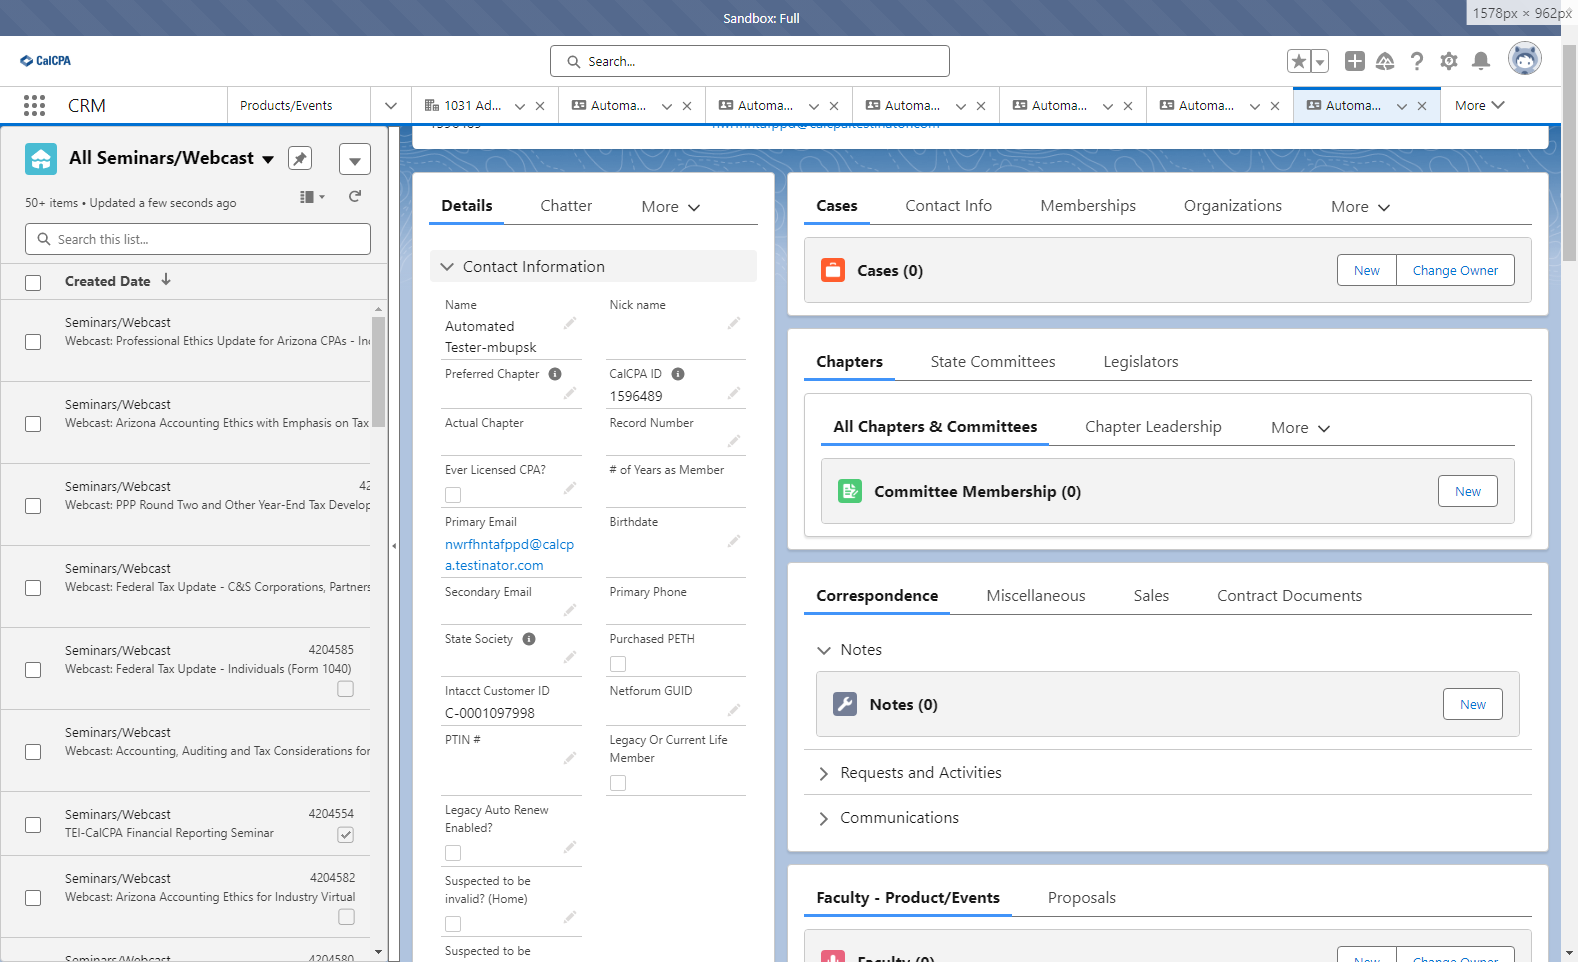 Sandbox: Full
1578px × 962px
CalCPA
Search...
CRM
Products/Events
1031 Ad...
Automa...
Automa...
Automa...
Automa...
Automa...
Automa...
More
All Seminars/Webcast
50+ items • Updated a few seconds ago
Search this list...
Created Date
Seminars/Webcast
Webcast: Professional Ethics Update for Arizona CPAs - In
Seminars/Webcast
Webcast: Arizona Accounting Ethics with Emphasis on Tax
Seminars/Webcast 42
Webcast: PPP Round Two and Other Year-End Tax Develop
Seminars/Webcast
Webcast: Federal Tax Update - C&S Corporations, Partners
Seminars/Webcast 4204585
Webcast: Federal Tax Update - Individuals (Form 1040)
Seminars/Webcast
Webcast: Accounting, Auditing and Tax Considerations for
Seminars/Webcast 4204554
TEI-CalCPA Financial Reporting Seminar
Seminars/Webcast 4204582
Webcast: Arizona Accounting Ethics for Industry Virtual
Seminars/Webcast 4204580
1596489 nwrfhntafppd@calcpa.testinator.com
Details
Chatter
More
Contact Information
Name
Automated
Tester-mbupsk
Nick name
Preferred Chapter
CalCPA ID
1596489
Actual Chapter
Record Number
Ever Licensed CPA?
# of Years as Member
Primary Email
nwrfhntafppd@calcp
a.testinator.com
Birthdate
Secondary Email
Primary Phone
State Society
Purchased PETH
Intacct Customer ID
C-0001097998
Netforum GUID
PTIN #
Legacy Or Current Life
Member
Legacy Auto Renew
Enabled?
Suspected to be
invalid? (Home)
Suspected to be
Cases
Contact Info
Memberships
Organizations
More
Cases (0)
New
Change Owner
Chapters
State Committees
Legislators
All Chapters & Committees
Chapter Leadership
More
Committee Membership (0)
New
Correspondence
Miscellaneous
Sales
Contract Documents
Notes
Notes (0)
New
Requests and Activities
Communications
Faculty - Product/Events
Proposals
Faculty (0)
New
Change Owner